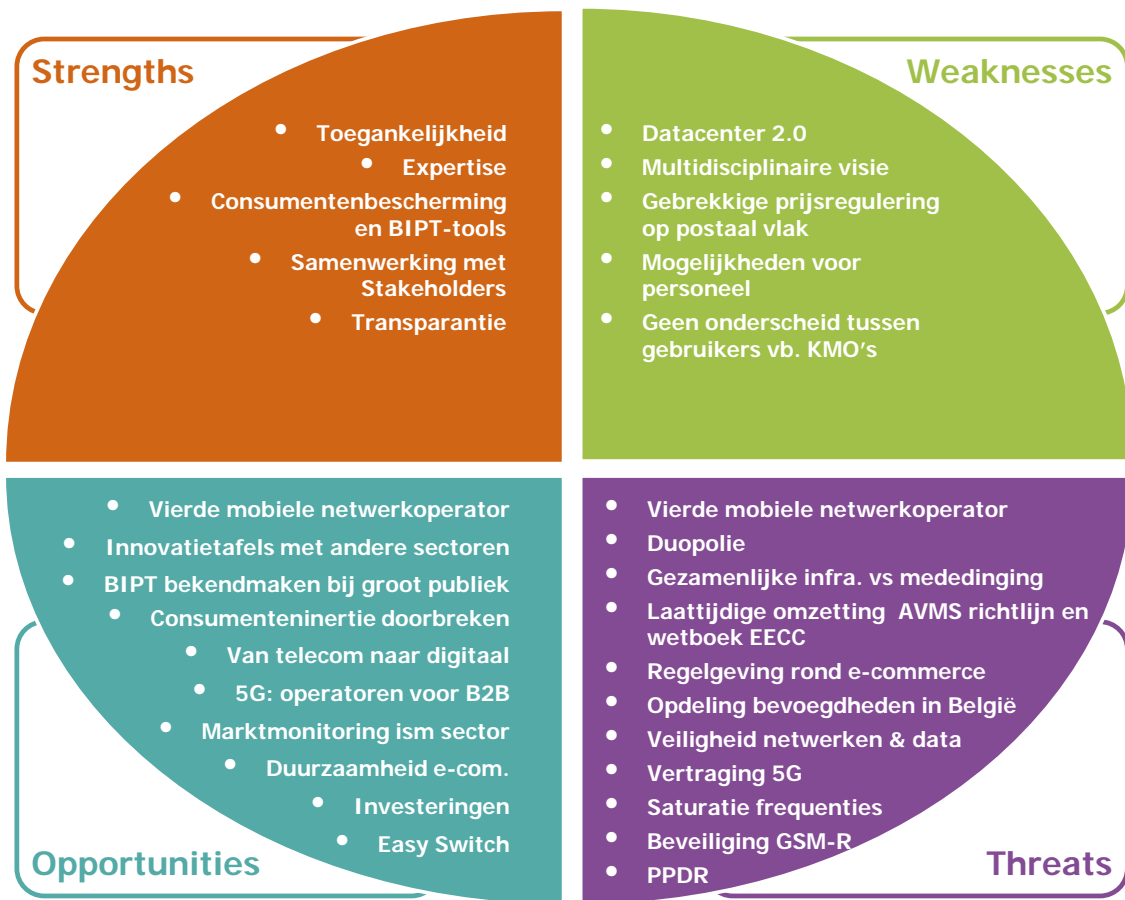 Strengths
• Toegankelijkheid
• Expertise
• Consumentenbescherming
en BIPT-tools
• Samenwerking met
Stakeholders
• Transparantie
Weaknesses
• Datacenter 2.0
• Multidisciplinaire visie
• Gebrekkige prijsregulering
op postaal vlak
• Mogelijkheden voor
personeel
• Geen onderscheid tussen
gebruikers vb. KMO's
• Vierde mobiele netwerkoperator
• Innovatietafels met andere sectoren
• BIPT bekendmaken bij groot publiek
• Consumenteninertie doorbreken
• Van telecom naar digitaal
• 5G: operatoren voor B2B
• Marktmonitoring ism sector
• Duurzaamheid e-com.
• Investeringen
• Easy Switch
Opportunities
• Vierde mobiele netwerkoperator
• Duopolie
• Gezamenlijke infra. vs mededinging
• Laattijdige omzetting AVMS richtlijn en
wetboek EECC
• Regelgeving rond e-commerce
• Opdeling bevoegdheden in België
• Veiligheid netwerken & data
• Vertraging 5G
• Saturatie frequenties
• Beveiliging GSM-R
• PPDR
Threats